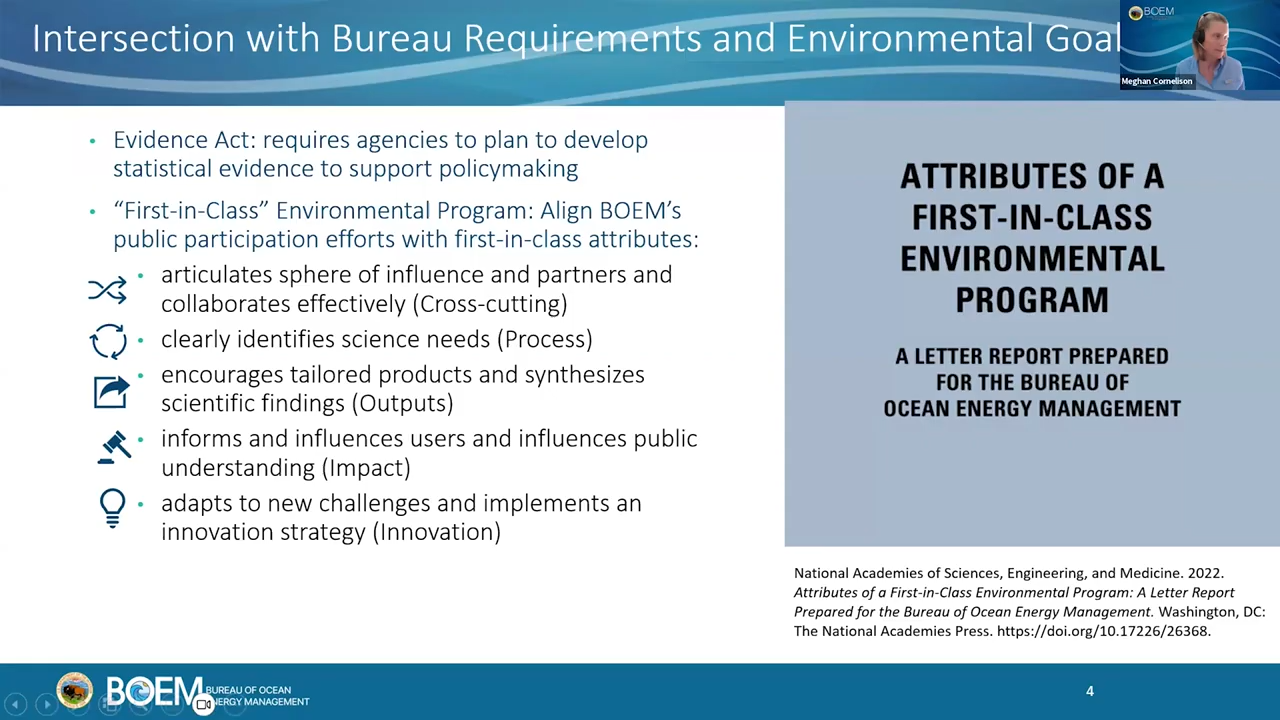 Intersection with Bureau Requirements and Environmental Goal
BOEM
Meghan Cornelison
• Evidence Act: requires agencies to plan to develop
statistical evidence to support policymaking
• “First-in-Class” Environmental Program: Align BOEM’s
public participation efforts with first-in-class attributes:
• articulates sphere of influence and partners and
collaborates effectively (Cross-cutting)
• clearly identifies science needs (Process)
• encourages tailored products and synthesizes
scientific findings (Outputs)
• informs and influences users and influences public
understanding (Impact)
• adapts to new challenges and implements an
innovation strategy (Innovation)
ATTRIBUTES OF A
FIRST-IN-CLASS
ENVIRONMENTAL
PROGRAM
A LETTER REPORT PREPARED
FOR THE BUREAU OF
OCEAN ENERGY MANAGEMENT
National Academies of Sciences, Engineering, and Medicine. 2022.
Attributes of a First-in-Class Environmental Program: A Letter Report
Prepared for the Bureau of Ocean Energy Management. Washington, DC:
The National Academies Press. https://doi.org/10.17226/26368.
BOEM
BUREAU OF OCEAN
ENERGY MANAGEMENT
4